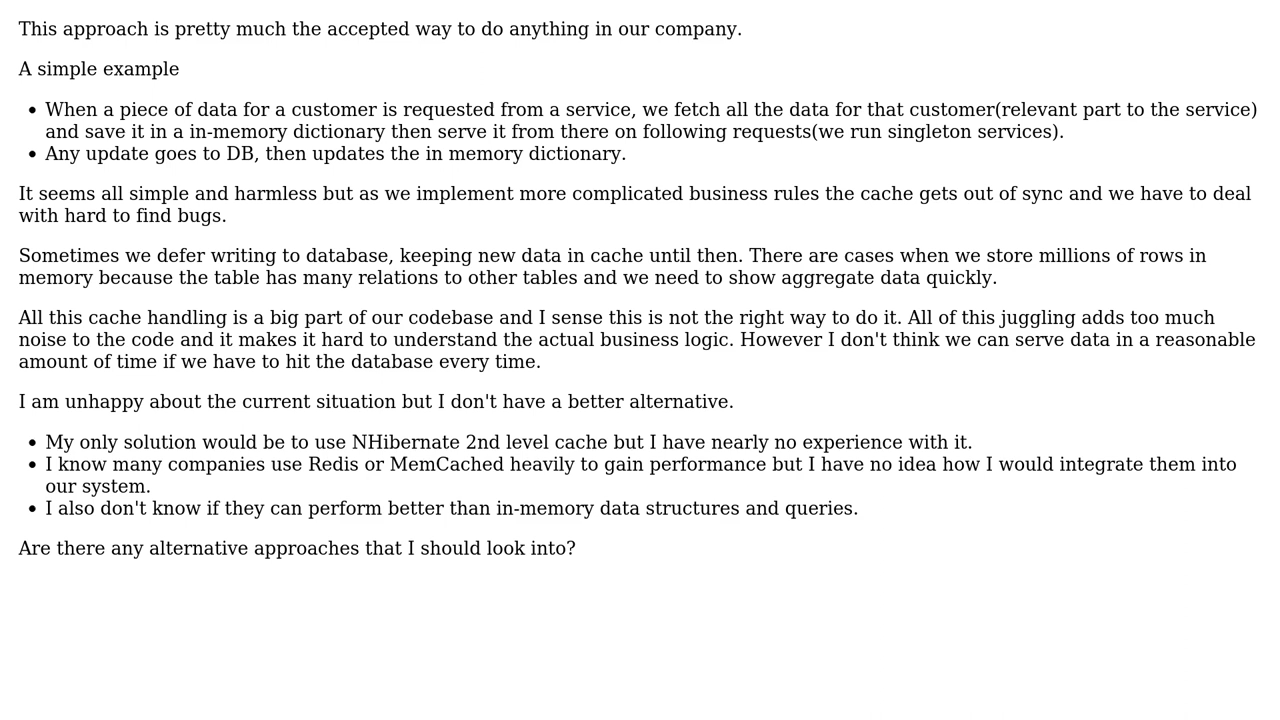 This approach is pretty much the accepted way to do anything in our company.
A simple example
• When a piece of data for a customer is requested from a service, we fetch all the data for that customer(relevant part to the service)
and save it in a in-memory dictionary then serve it from there on following requests(we run singleton services).
• Any update goes to DB, then updates the in memory dictionary.
It seems all simple and harmless but as we implement more complicated business rules the cache gets out of sync and we have to deal
with hard to find bugs.
Sometimes we defer writing to database, keeping new data in cache until then. There are cases when we store millions of rows in
memory because the table has many relations to other tables and we need to show aggregate data quickly.
All this cache handling is a big part of our codebase and I sense this is not the right way to do it. All of this juggling adds too much
noise to the code and it makes it hard to understand the actual business logic. However I don't think we can serve data in a reasonable
amount of time if we have to hit the database every time.
I am unhappy about the current situation but I don't have a better alternative.
• My only solution would be to use NHibernate 2nd level cache but I have nearly no experience with it.
• I know many companies use Redis or MemCached heavily to gain performance but I have no idea how I would integrate them into
our system.
• I also don't know if they can perform better than in-memory data structures and queries.
Are there any alternative approaches that I should look into?